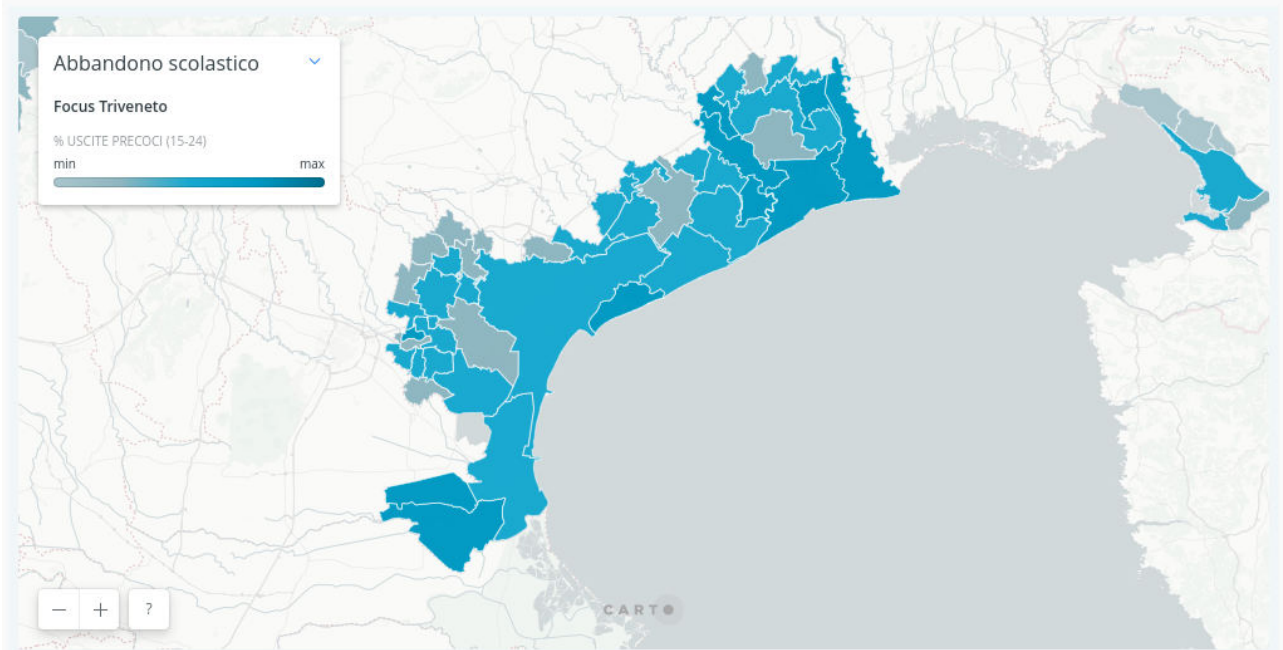 Abbandono scolastico
Focus Triveneto
% USCITE PRECOCI (15-24)
min max
− + ?
CARTO